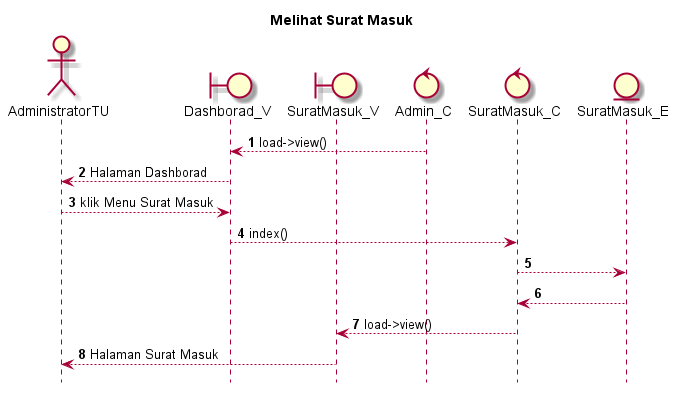 Melihat Surat Masuk
AdministratorTU Dashborad_V SuratMasuk_V Admin_C SuratMasuk_C SuratMasuk_E
1 load->view()
2 Halaman Dashborad
3 klik Menu Surat Masuk
4 index()
5
6
7 load->view()
8 Halaman Surat Masuk